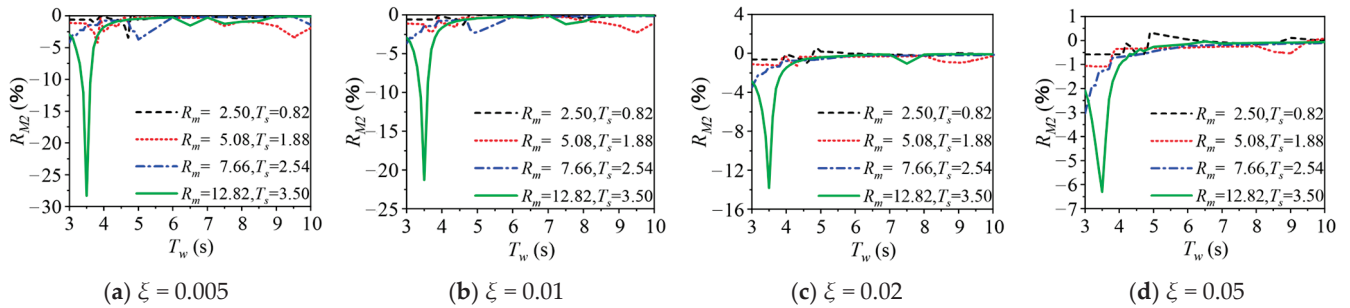 R_M2 (%)
5
0
−5
−10
−15
−20
−25
−30
R_m= 2.50,T_s=0.82
R_m= 5.08,T_s=1.88
R_m= 7.66,T_s=2.54
R_m=12.82,T_s=3.50
3 4 5 6 7 8 9 10
T_w (s)
(a) ξ = 0.005
R_M2 (%)
0
−5
−10
−15
−20
−25
R_m= 2.50,T_s=0.82
R_m= 5.08,T_s=1.88
R_m= 7.66,T_s=2.54
R_m=12.82,T_s=3.50
3 4 5 6 7 8 9 10
T_w (s)
(b) ξ = 0.01
R_M2 (%)
4
0
−4
−8
−12
−16
R_m= 2.50,T_s=0.82
R_m= 5.08,T_s=1.88
R_m= 7.66,T_s=2.54
R_m=12.82,T_s=3.50
3 4 5 6 7 8 9 10
T_w (s)
(c) ξ = 0.02
R_M2 (%)
1
0
−1
−2
−3
−4
−5
−6
−7
R_m= 2.50,T_s=0.82
R_m= 5.08,T_s=1.88
R_m= 7.66,T_s=2.54
R_m=12.82,T_s=3.50
3 4 5 6 7 8 9 10
T_w (s)
(d) ξ = 0.05